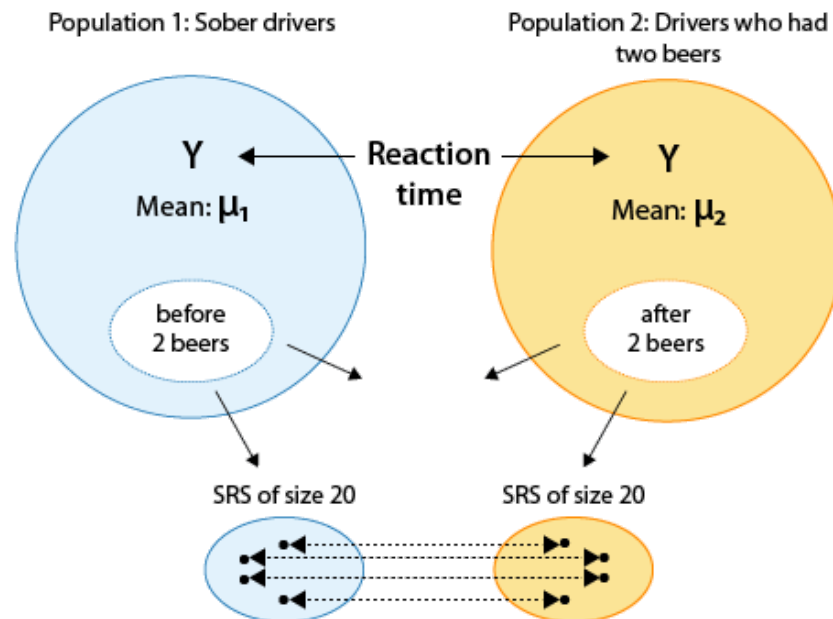 Population 1: Sober drivers
Population 2: Drivers who had
two beers
Y
Reaction
time
Y
Mean: μ₁
Mean: μ₂
before
2 beers
after
2 beers
SRS of size 20
SRS of size 20